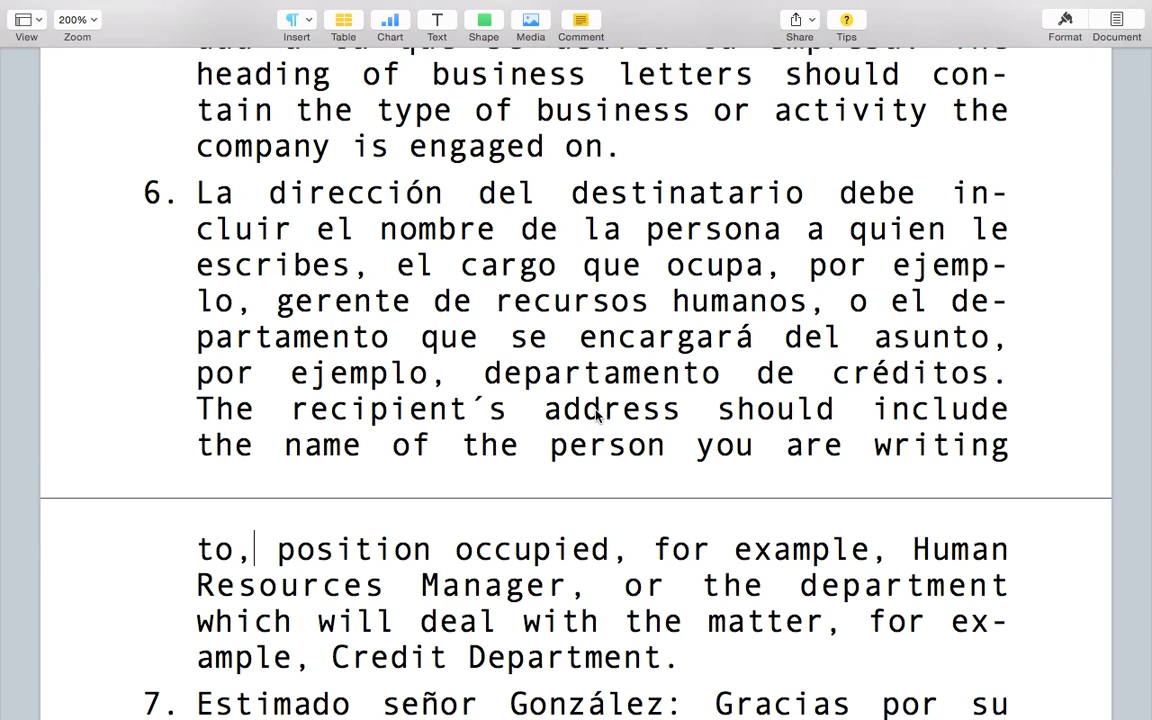 200%
View
Zoom
Insert
Table
Chart
Text
Shape
Media
Comment
Share
Tips
Format
Document
heading of business letters should con-
tain the type of business or activity the
company is engaged on.
6. La dirección del destinatario debe in-
cluir el nombre de la persona a quien le
escribes, el cargo que ocupa, por ejemp-
lo, gerente de recursos humanos, o el de-
partamento que se encargará del asunto,
por ejemplo, departamento de créditos.
The recipient´s address should include
the name of the person you are writing
to, position occupied, for example, Human
Resources Manager, or the department
which will deal with the matter, for ex-
ample, Credit Department.
7. Estimado señor González: Gracias por su